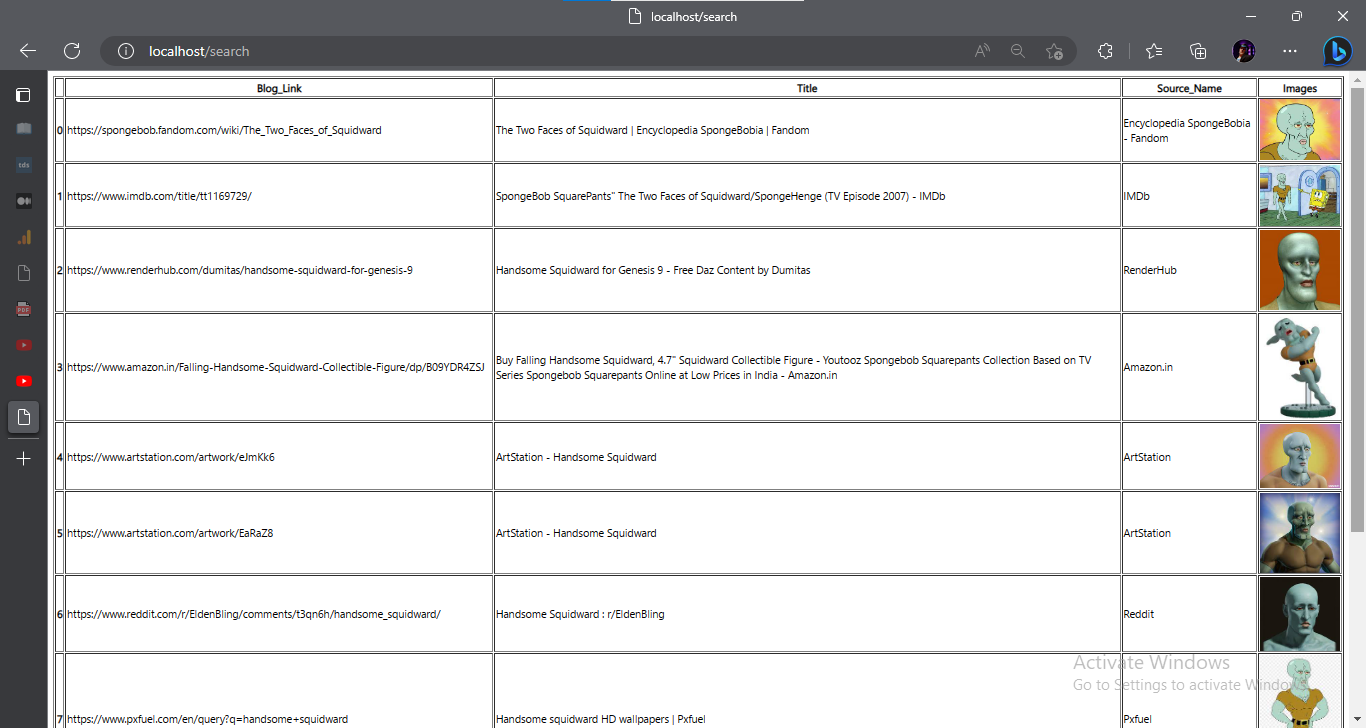 localhost/search
localhost/search
Blog_Link Title Source_Name Images
0 https://spongebob.fandom.com/wiki/The_Two_Faces_of_Squidward The Two Faces of Squidward | Encyclopedia SpongeBobia | Fandom Encyclopedia SpongeBobia
- Fandom
tds
1 https://www.imdb.com/title/tt1169729/ SpongeBob SquarePants" The Two Faces of Squidward/SpongeHenge (TV Episode 2007) - IMDb IMDb
2 https://www.renderhub.com/dumitas/handsome-squidward-for-genesis-9 Handsome Squidward for Genesis 9 - Free Daz Content by Dumitas RenderHub
PDF
3 https://www.amazon.in/Falling-Handsome-Squidward-Collectible-Figure/dp/B09YDR4ZSJ Buy Falling Handsome Squidward, 4.7" Squidward Collectible Figure - Youtooz Spongebob Squarepants Collection Based on TV
Series Spongebob Squarepants Online at Low Prices in India - Amazon.in Amazon.in
4 https://www.artstation.com/artwork/eJmKk6 ArtStation - Handsome Squidward ArtStation
5 https://www.artstation.com/artwork/EaRaZ8 ArtStation - Handsome Squidward ArtStation
6 https://www.reddit.com/r/EldenBling/comments/t3qn6h/handsome_squidward/ Handsome Squidward : r/EldenBling Reddit
Activate Windows
Go to Settings to activate Windows.
7 https://www.pxfuel.com/en/query?q=handsome+squidward Handsome squidward HD wallpapers | Pxfuel Pxfuel